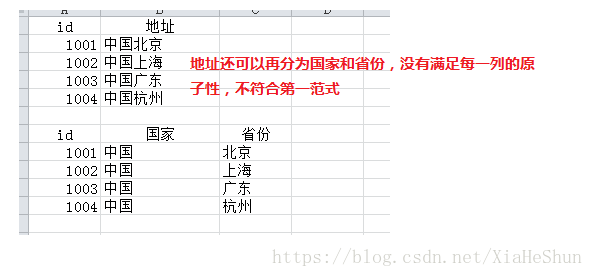 A B C D
id 地址
1001 中国北京
1002 中国上海
1003 中国广东
1004 中国杭州
地址还可以再分为国家和省份，没有满足每一列的原
子性，不符合第一范式
id 国家 省份
1001 中国 北京
1002 中国 上海
1003 中国 广东
1004 中国 杭州
https://blog.csdn.net/XiaHeShun